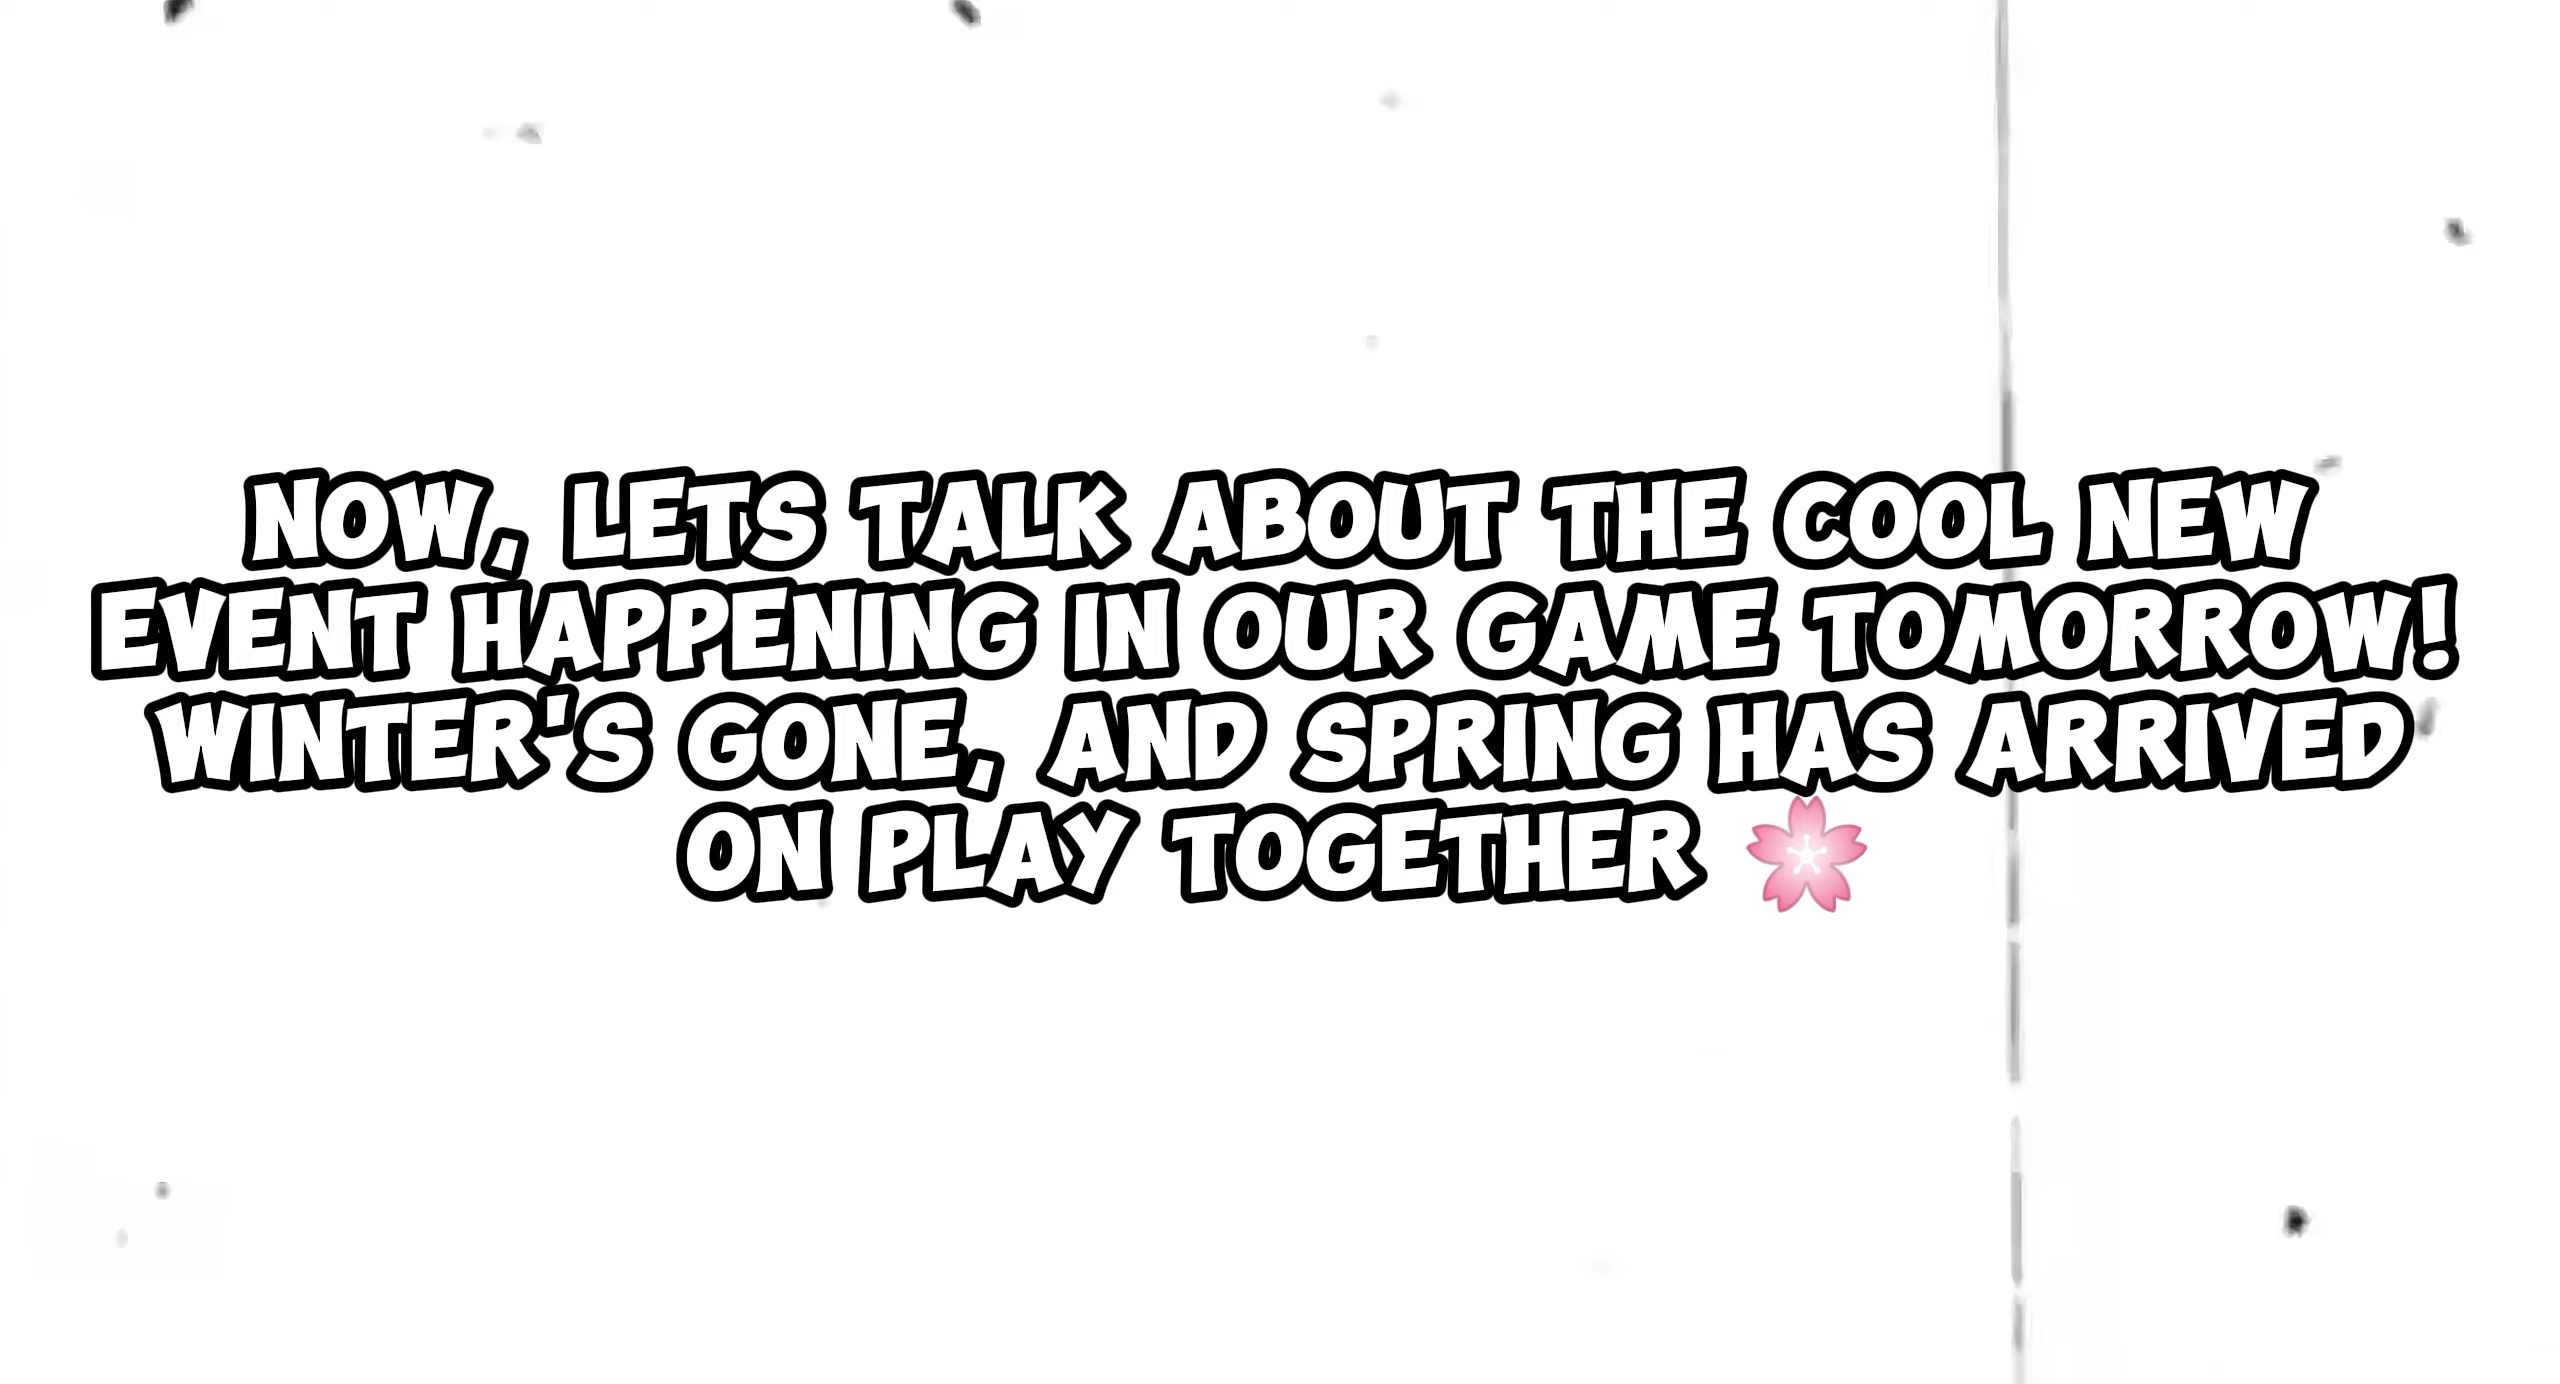 NOW, LETS TALK ABOUT THE COOL NEW
EVENT HAPPENING IN OUR GAME TOMORROW!
WINTER'S GONE, AND SPRING HAS ARRIVED
ON PLAY TOGETHER 🌸